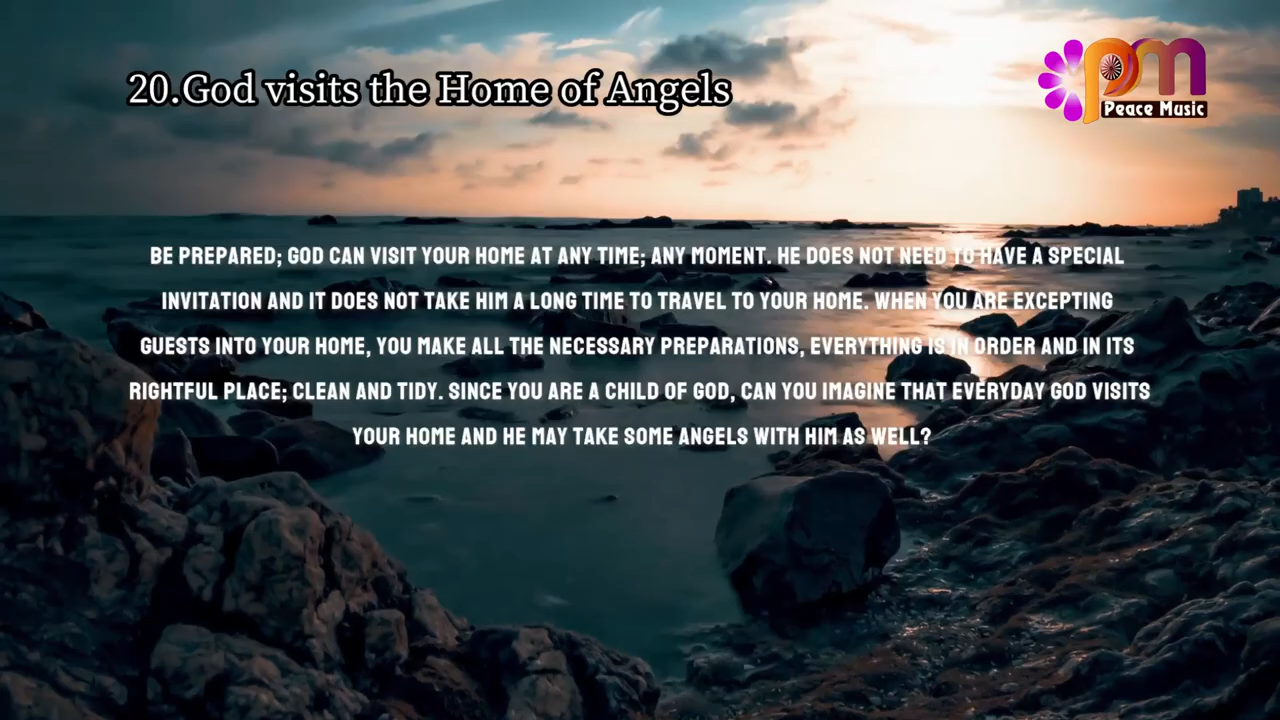 20.God visits the Home of Angels
pm
Peace Music
BE PREPARED; GOD CAN VISIT YOUR HOME AT ANY TIME; ANY MOMENT. HE DOES NOT NEED TO HAVE A SPECIAL
INVITATION AND IT DOES NOT TAKE HIM A LONG TIME TO TRAVEL TO YOUR HOME. WHEN YOU ARE EXCEPTING
GUESTS INTO YOUR HOME, YOU MAKE ALL THE NECESSARY PREPARATIONS, EVERYTHING IS IN ORDER AND IN ITS
RIGHTFUL PLACE; CLEAN AND TIDY. SINCE YOU ARE A CHILD OF GOD, CAN YOU IMAGINE THAT EVERYDAY GOD VISITS
YOUR HOME AND HE MAY TAKE SOME ANGELS WITH HIM AS WELL?